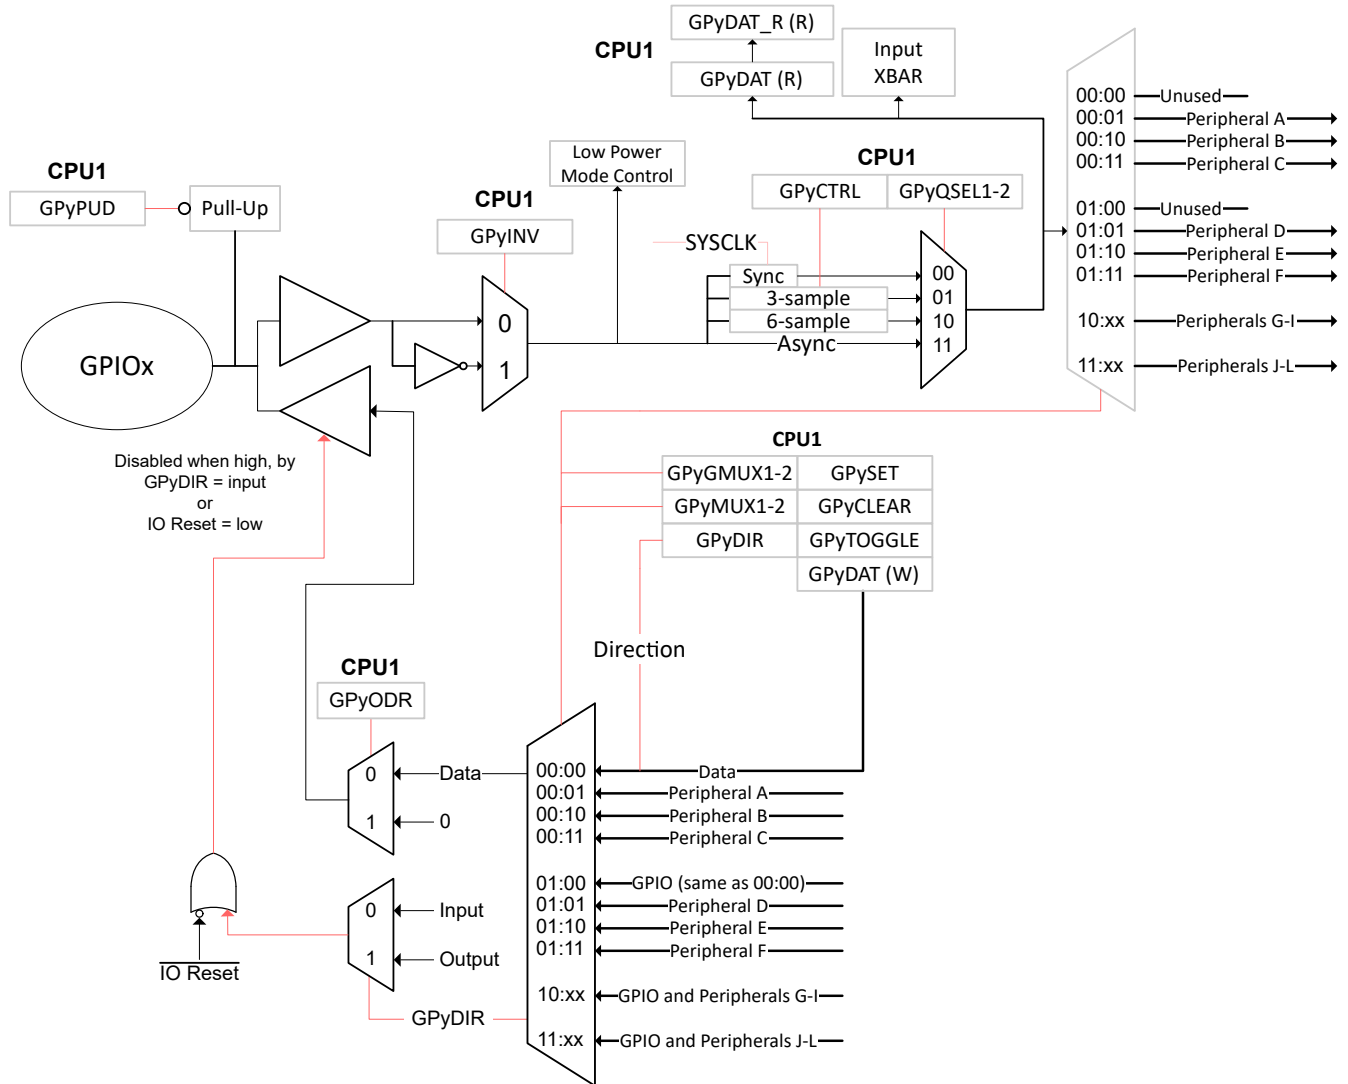 GPyDAT_R (R)
CPU1
GPyDAT (R)
Input
XBAR
00:00
Unused
00:01
Peripheral A
00:10
Peripheral B
00:11
Peripheral C
01:00
Unused
01:01
Peripheral D
01:10
Peripheral E
01:11
Peripheral F
10:xx
Peripherals G-I
11:xx
Peripherals J-L
Low Power
Mode Control
CPU1
GPyCTRL
GPyQSEL1-2
CPU1
GPyPUD
Pull-Up
CPU1
GPyINV
SYSCLK
Sync
3-sample
6-sample
Async
00
01
10
11
0
1
GPIOx
Disabled when high, by
GPyDIR = input
or
IO Reset = low
CPU1
GPyGMUX1-2
GPySET
GPyMUX1-2
GPyCLEAR
GPyDIR
GPyTOGGLE
GPyDAT (W)
Direction
CPU1
GPyODR
0
Data
1
0
00:00
Data
00:01
Peripheral A
00:10
Peripheral B
00:11
Peripheral C
01:00
GPIO (same as 00:00)
01:01
Peripheral D
01:10
Peripheral E
01:11
Peripheral F
10:xx
GPIO and Peripherals G-I
11:xx
GPIO and Peripherals J-L
0
Input
1
Output
GPyDIR
IO Reset